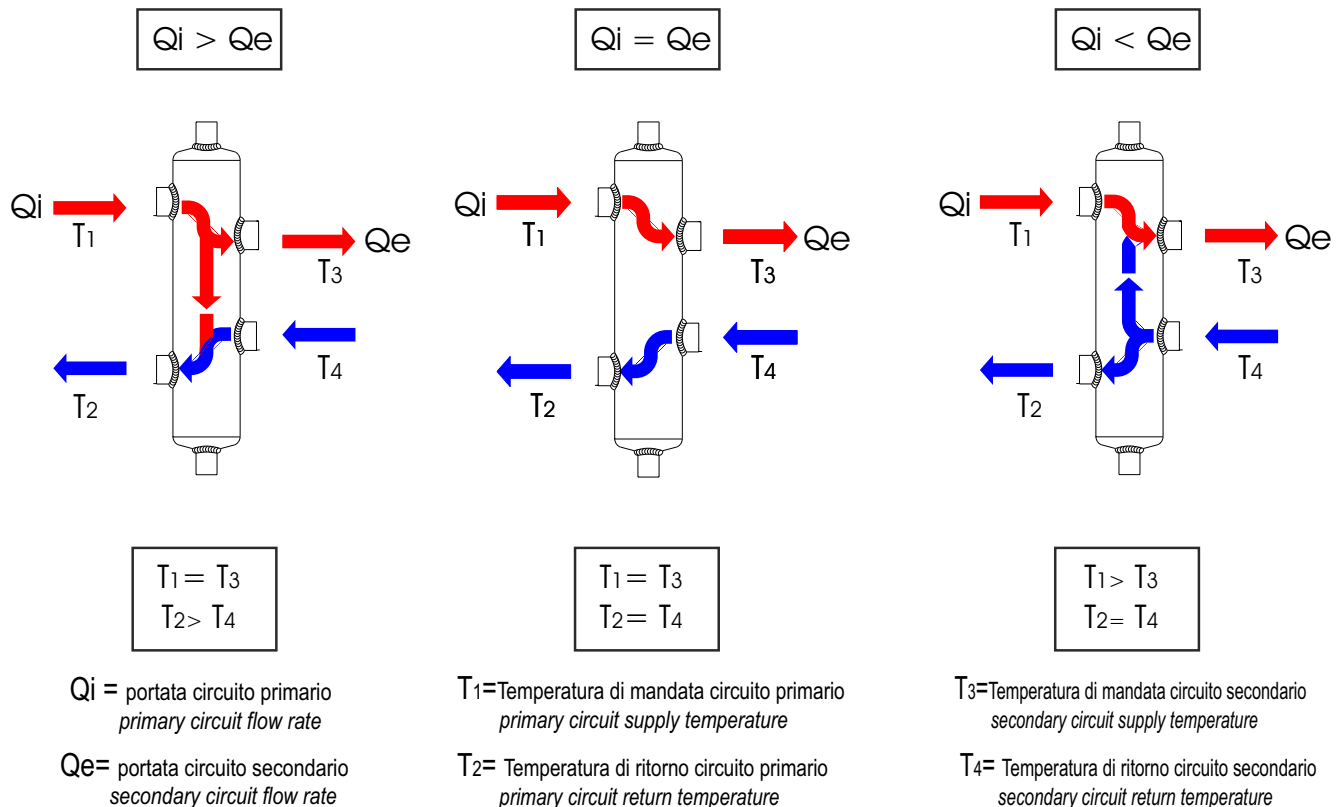 Qi > Qe
Qi = Qe
Qi < Qe
Qi
T1
Qe
T3
T4
T2
Qi
T1
Qe
T3
T4
T2
Qi
T1
Qe
T3
T4
T2
T1= T3
T2> T4
T1= T3
T2= T4
T1> T3
T2= T4
Qi = portata circuito primario
primary circuit flow rate
Qe= portata circuito secondario
secondary circuit flow rate
T1=Temperatura di mandata circuito primario
primary circuit supply temperature
T2= Temperatura di ritorno circuito primario
primary circuit return temperature
T3=Temperatura di mandata circuito secondario
secondary circuit supply temperature
T4= Temperatura di ritorno circuito secondario
secondary circuit return temperature